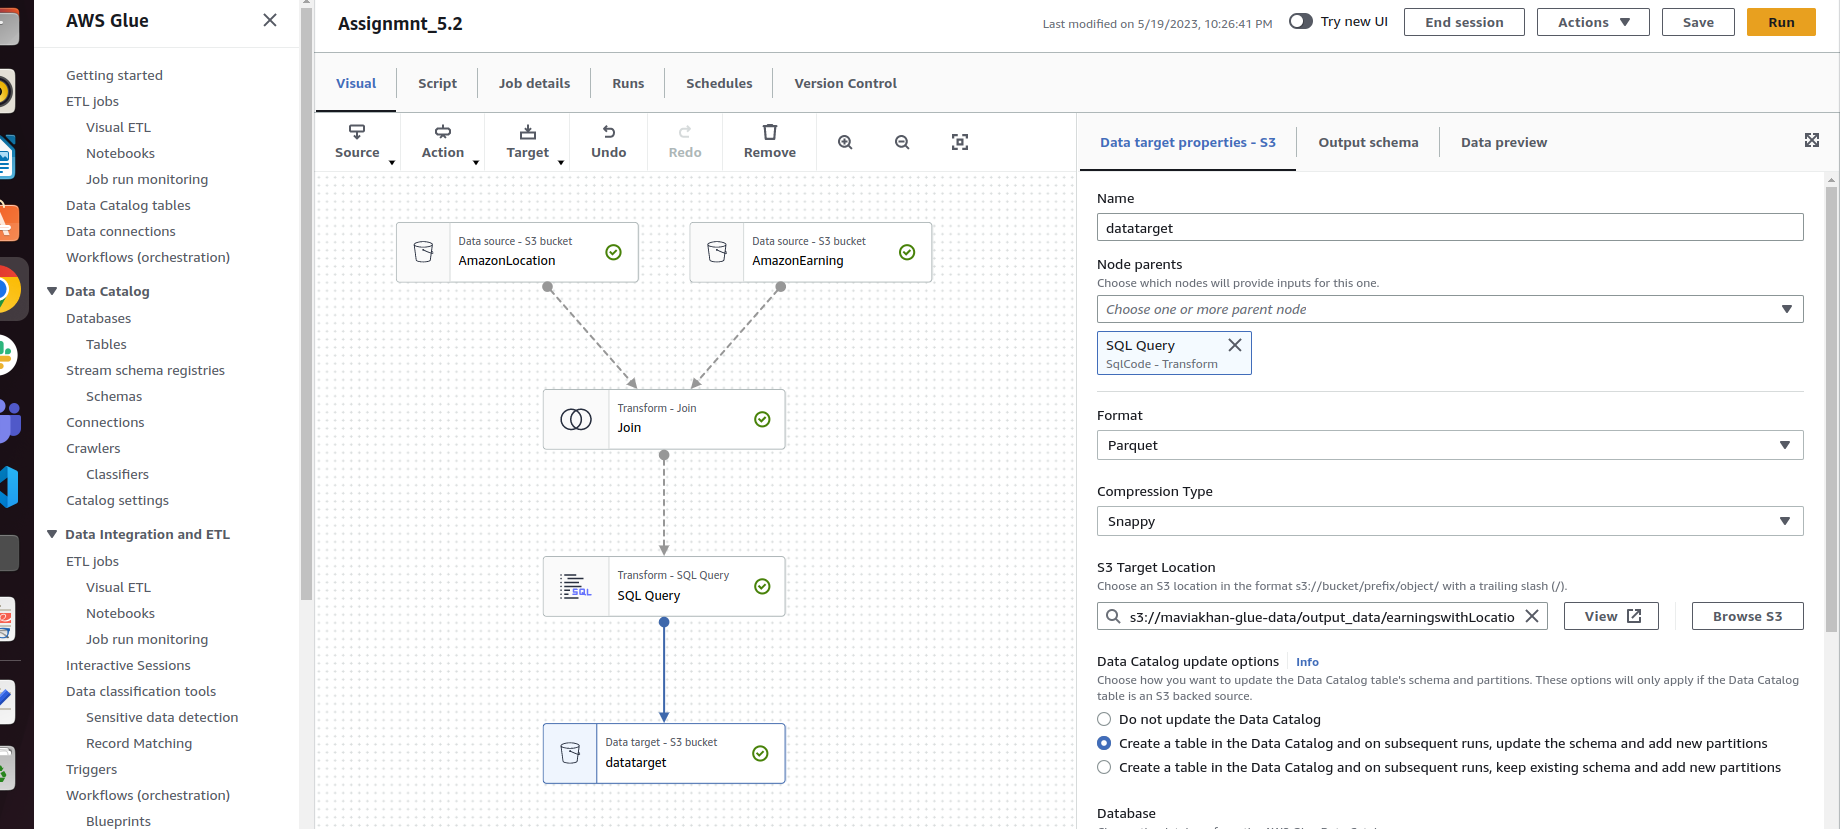 AWS Glue
Getting started
ETL jobs
Visual ETL
Notebooks
Job run monitoring
Data Catalog tables
Data connections
Workflows (orchestration)
Data Catalog
Databases
Tables
Stream schema registries
Schemas
Connections
Crawlers
Classifiers
Catalog settings
Data Integration and ETL
ETL jobs
Visual ETL
Notebooks
Job run monitoring
Interactive Sessions
Data classification tools
Sensitive data detection
Record Matching
Triggers
Workflows (orchestration)
Blueprints
Assignmnt_5.2
Last modified on 5/19/2023, 10:26:41 PM
Try new UI
End session
Actions
Save
Run
Visual
Script
Job details
Runs
Schedules
Version Control
Source
Action
Target
Undo
Redo
Remove
Data source - S3 bucket
AmazonLocation
Data source - S3 bucket
AmazonEarning
Transform - Join
Join
Transform - SQL Query
SQL Query
SQL
Data target - S3 bucket
datatarget
Data target properties - S3
Output schema
Data preview
Name
datatarget
Node parents
Choose which nodes will provide inputs for this one.
Choose one or more parent node
SQL Query
SqlCode - Transform
Format
Parquet
Compression Type
Snappy
S3 Target Location
Choose an S3 location in the format s3://bucket/prefix/object/ with a trailing slash (/).
s3://maviakhan-glue-data/output_data/earningswithLocatio
View
Browse S3
Data Catalog update options
Info
Choose how you want to update the Data Catalog table's schema and partitions. These options will only apply if the Data Catalog
table is an S3 backed source.
Do not update the Data Catalog
Create a table in the Data Catalog and on subsequent runs, update the schema and add new partitions
Create a table in the Data Catalog and on subsequent runs, keep existing schema and add new partitions
Database